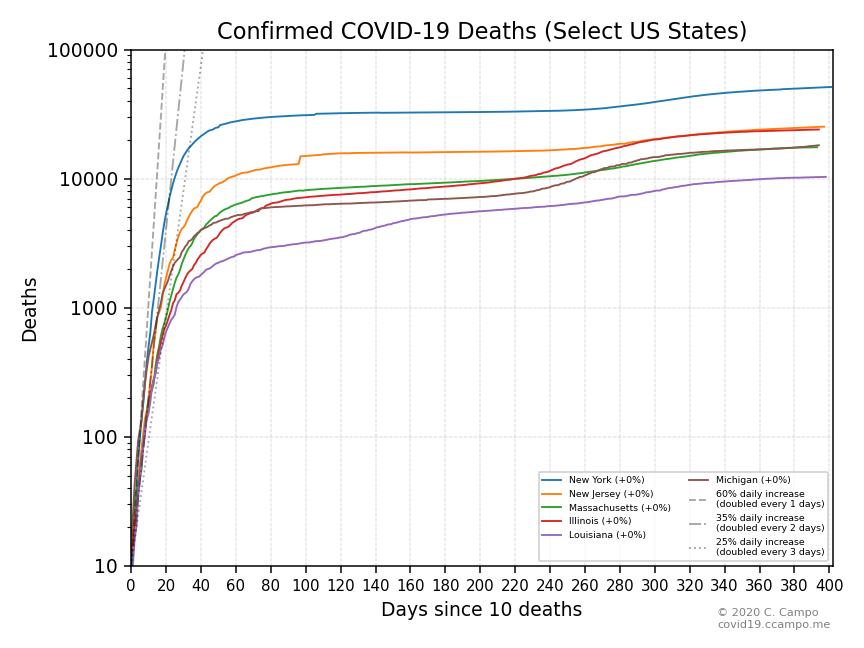 Confirmed COVID-19 Deaths (Select US States)
100000
10000
1000
100
10
Deaths
0 20 40 60 80 100 120 140 160 180 200 220 240 260 280 300 320 340 360 380 400
Days since 10 deaths
New York (+0%)
New Jersey (+0%)
Massachusetts (+0%)
Illinois (+0%)
Louisiana (+0%)
Michigan (+0%)
60% daily increase
(doubled every 1 days)
35% daily increase
(doubled every 2 days)
25% daily increase
(doubled every 3 days)
© 2020 C. Campo
covid19.ccampo.me